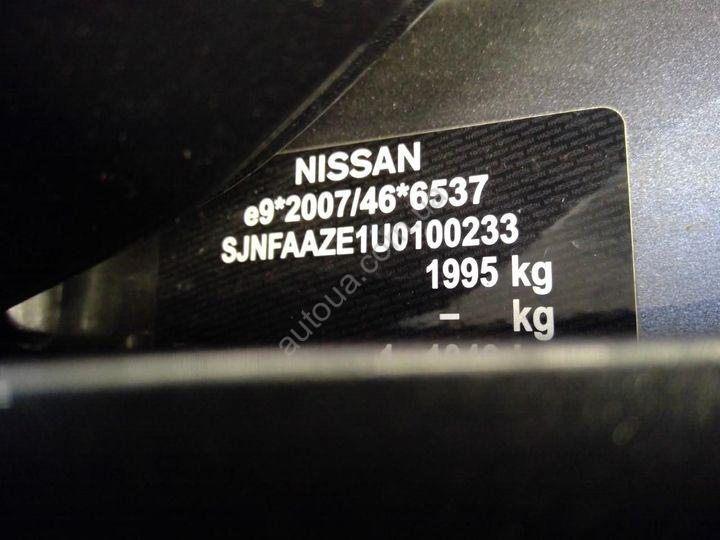 NISSAN
e9*2007/46*6537
SJNFAAZE1U0100233
1995 kg
– kg
autoua.com.ua